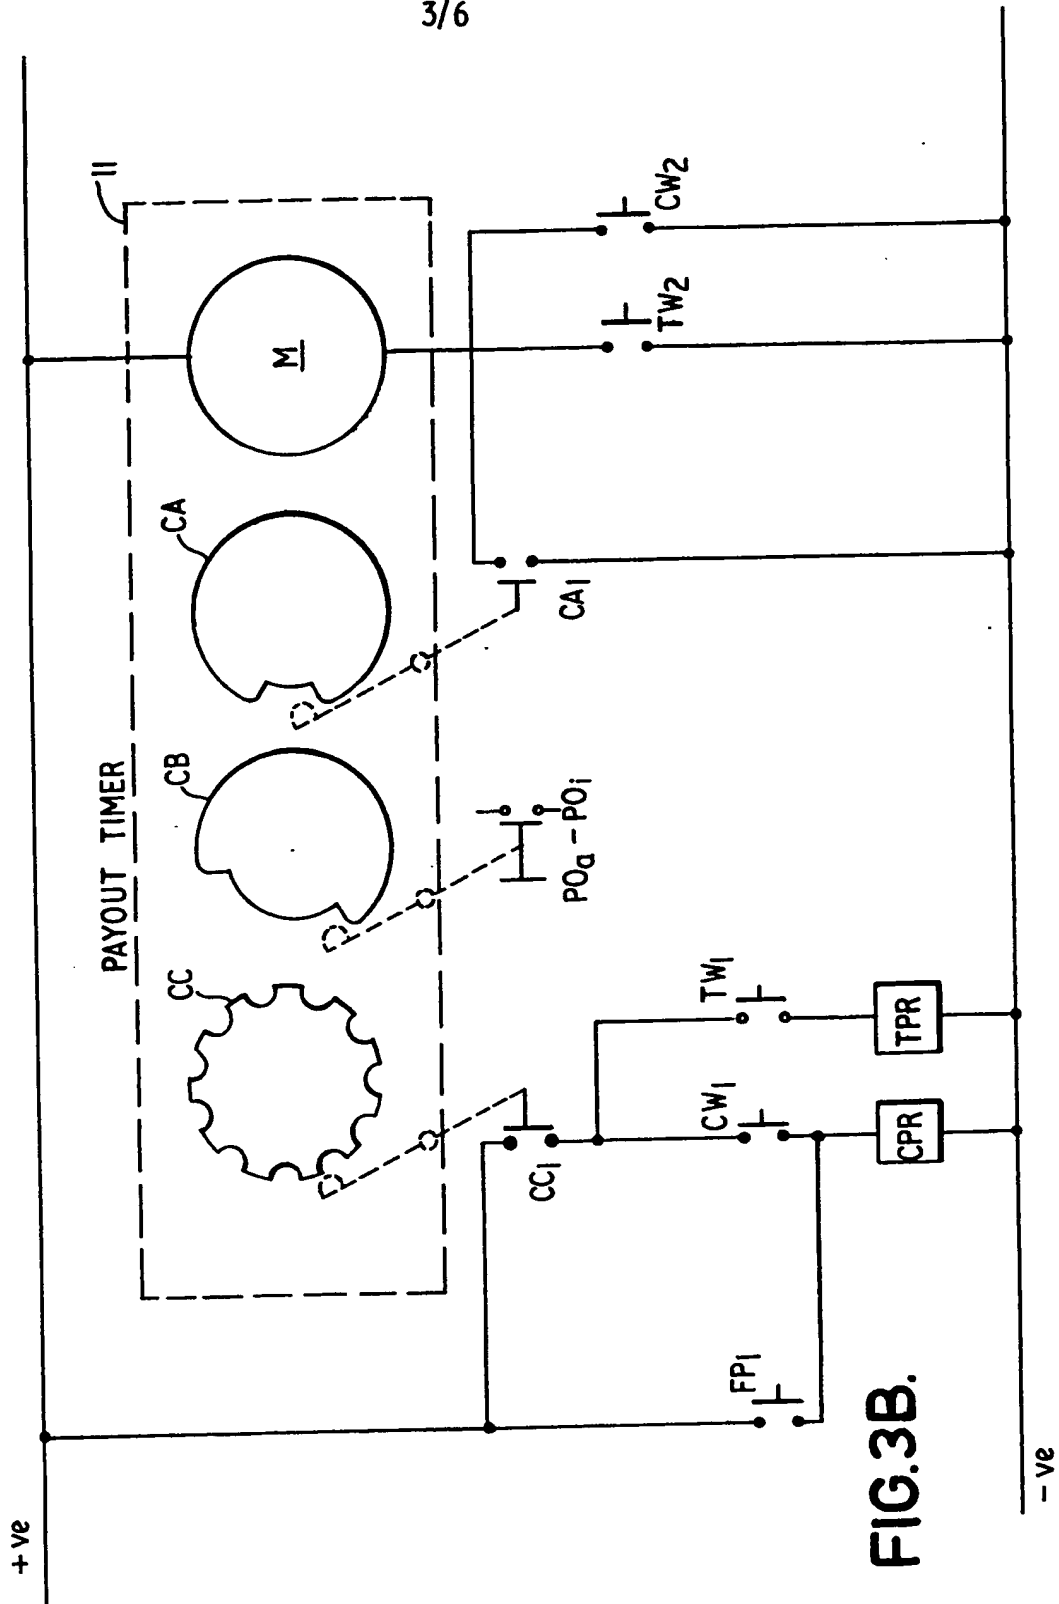 3/6
+ve
PAYOUT TIMER
11
CC
CB
CA
M
CC1
POa - POi
CA1
TW2
CW2
FP1
CW1
TW1
CPR
TPR
FIG.3B.
-ve